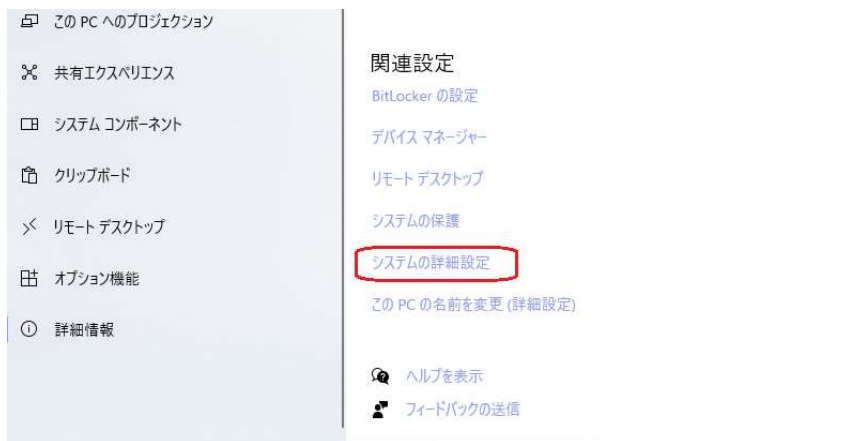 この PC へのプロジェクション
共有エクスペリエンス
システム コンポーネント
クリップボード
リモート デスクトップ
オプション機能
詳細情報
関連設定
BitLocker の設定
デバイス マネージャー
リモート デスクトップ
システムの保護
システムの詳細設定
この PC の名前を変更 (詳細設定)
ヘルプを表示
フィードバックの送信